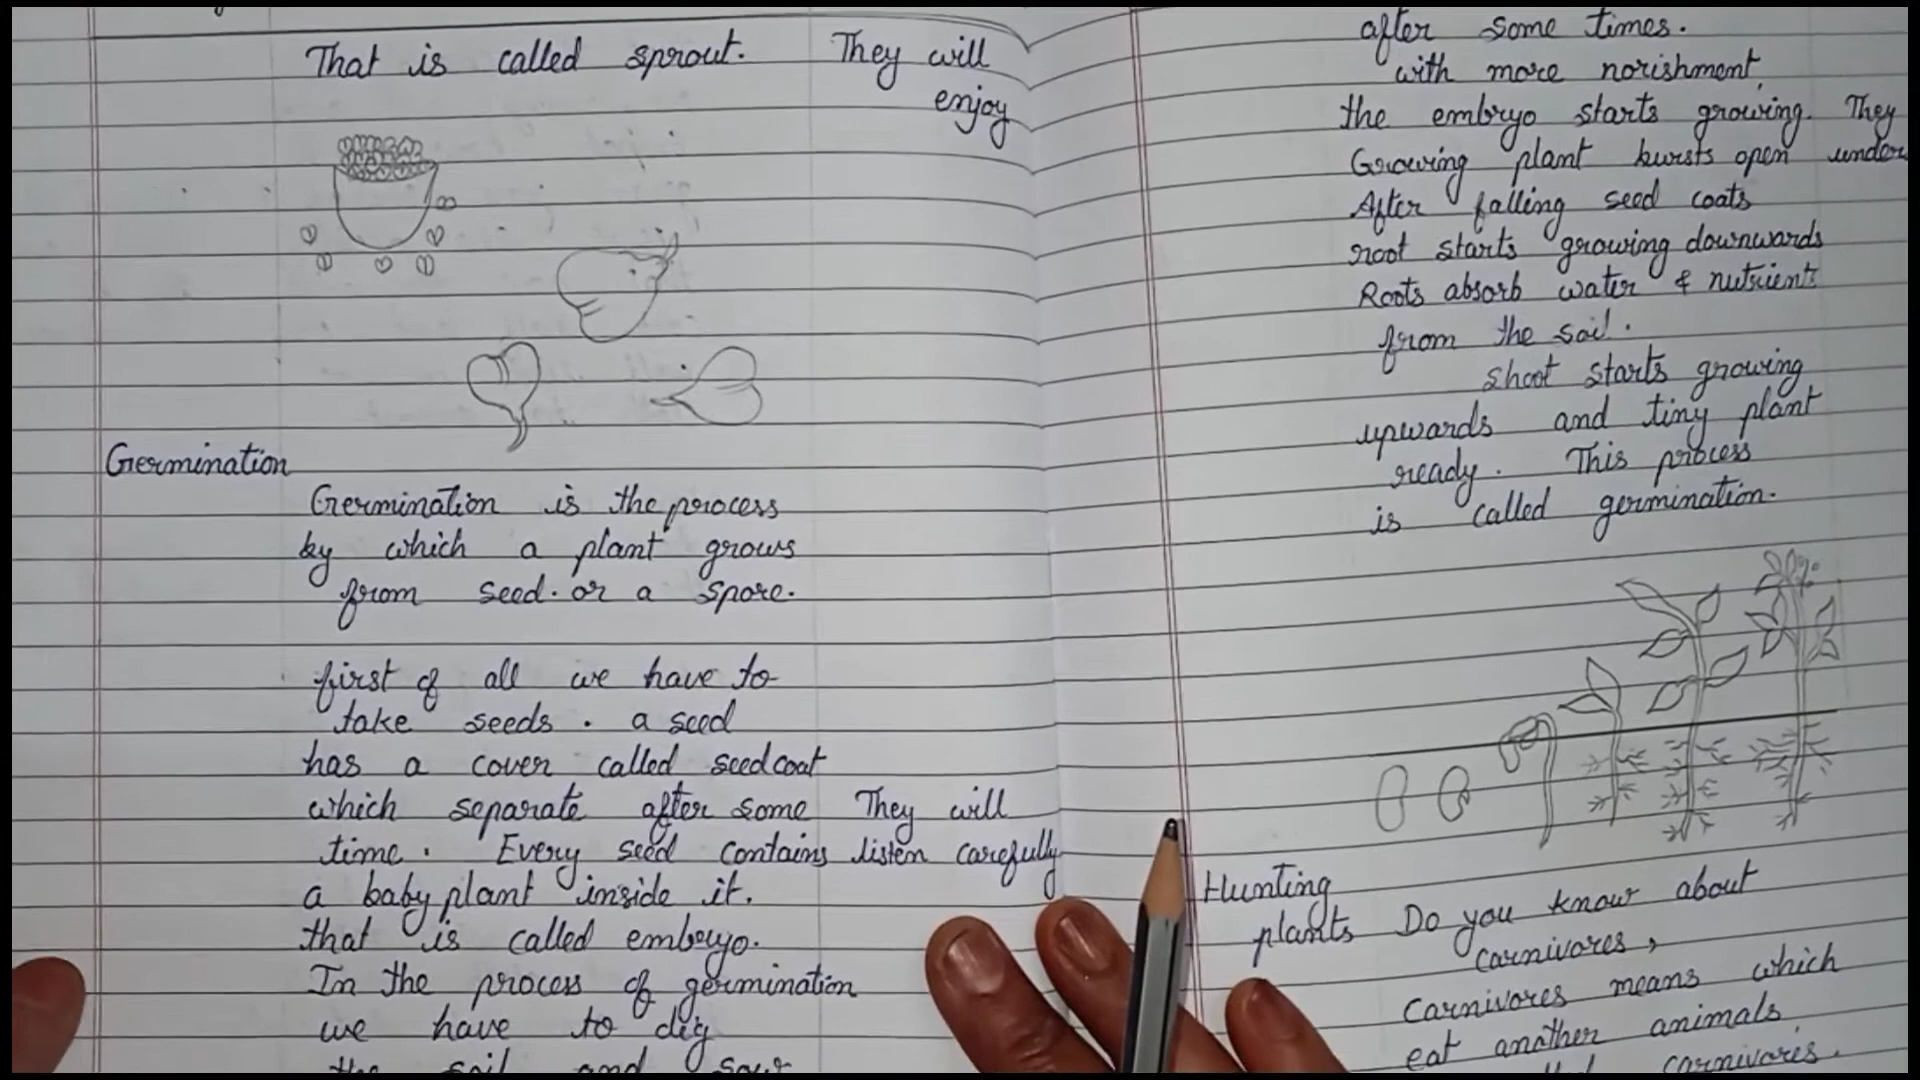 That is called sprout. They will
enjoy
Germination
Germination is the process
by which a plant grows
from seed. or a spore.
first of all we have to
take seeds. a seed
has a cover called seedcoat
which separate after some They will
time. Every seed contains listen carefully
a baby plant inside it.
that is called embryo.
In the process of germination
we have to dig
the soil and sow
after some times.
with more norishment
the embryo starts growing. They
Growing plant bursts open under
After falling seed coats
root starts growing downwards
Roots absorb water & nutrients
from the soil.
shoot starts growing
upwards and tiny plant
ready. This process
is called germination.
Hunting
plants Do you know about
carnivores,
Carnivores means which
eat another animals
carnivores.